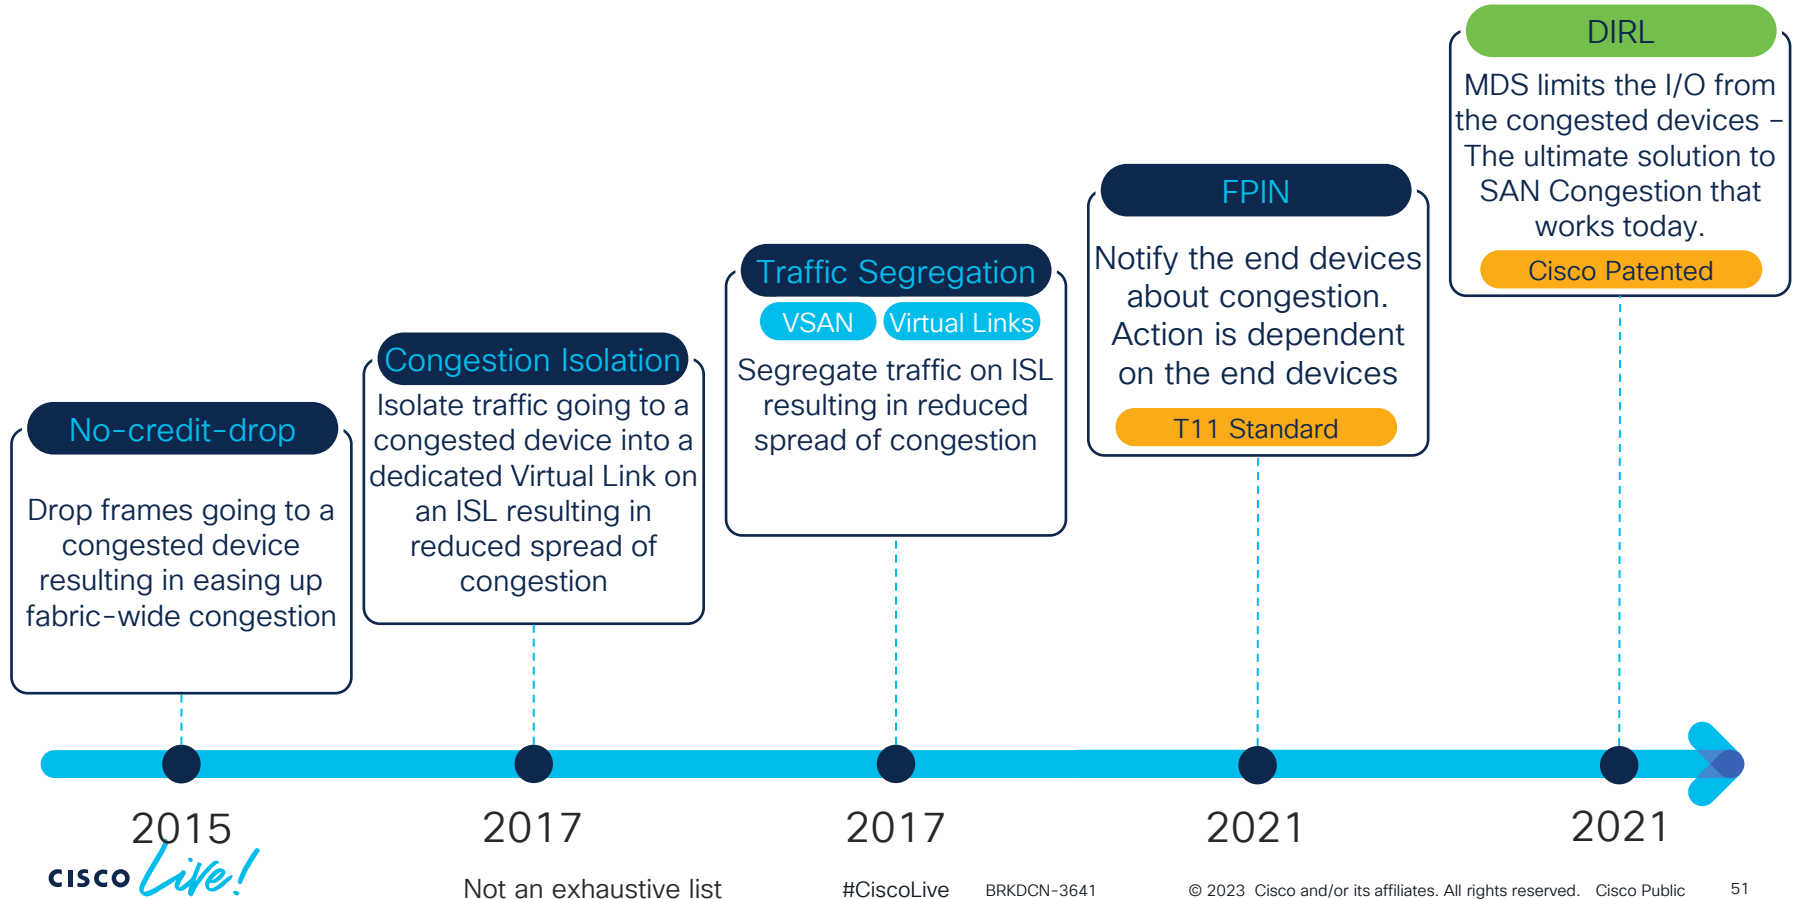 No-credit-drop
Drop frames going to a
congested device
resulting in easing up
fabric-wide congestion
Congestion Isolation
Isolate traffic going to a
congested device into a
dedicated Virtual Link on
an ISL resulting in
reduced spread of
congestion
Traffic Segregation
VSAN
Virtual Links
Segregate traffic on ISL
resulting in reduced
spread of congestion
FPIN
Notify the end devices
about congestion.
Action is dependent
on the end devices
T11 Standard
DIRL
MDS limits the I/O from
the congested devices –
The ultimate solution to
SAN Congestion that
works today.
Cisco Patented
2015
2017
2017
2021
2021
CISCO Live!
Not an exhaustive list
#CiscoLive
BRKDCN-3641
© 2023 Cisco and/or its affiliates. All rights reserved. Cisco Public
51